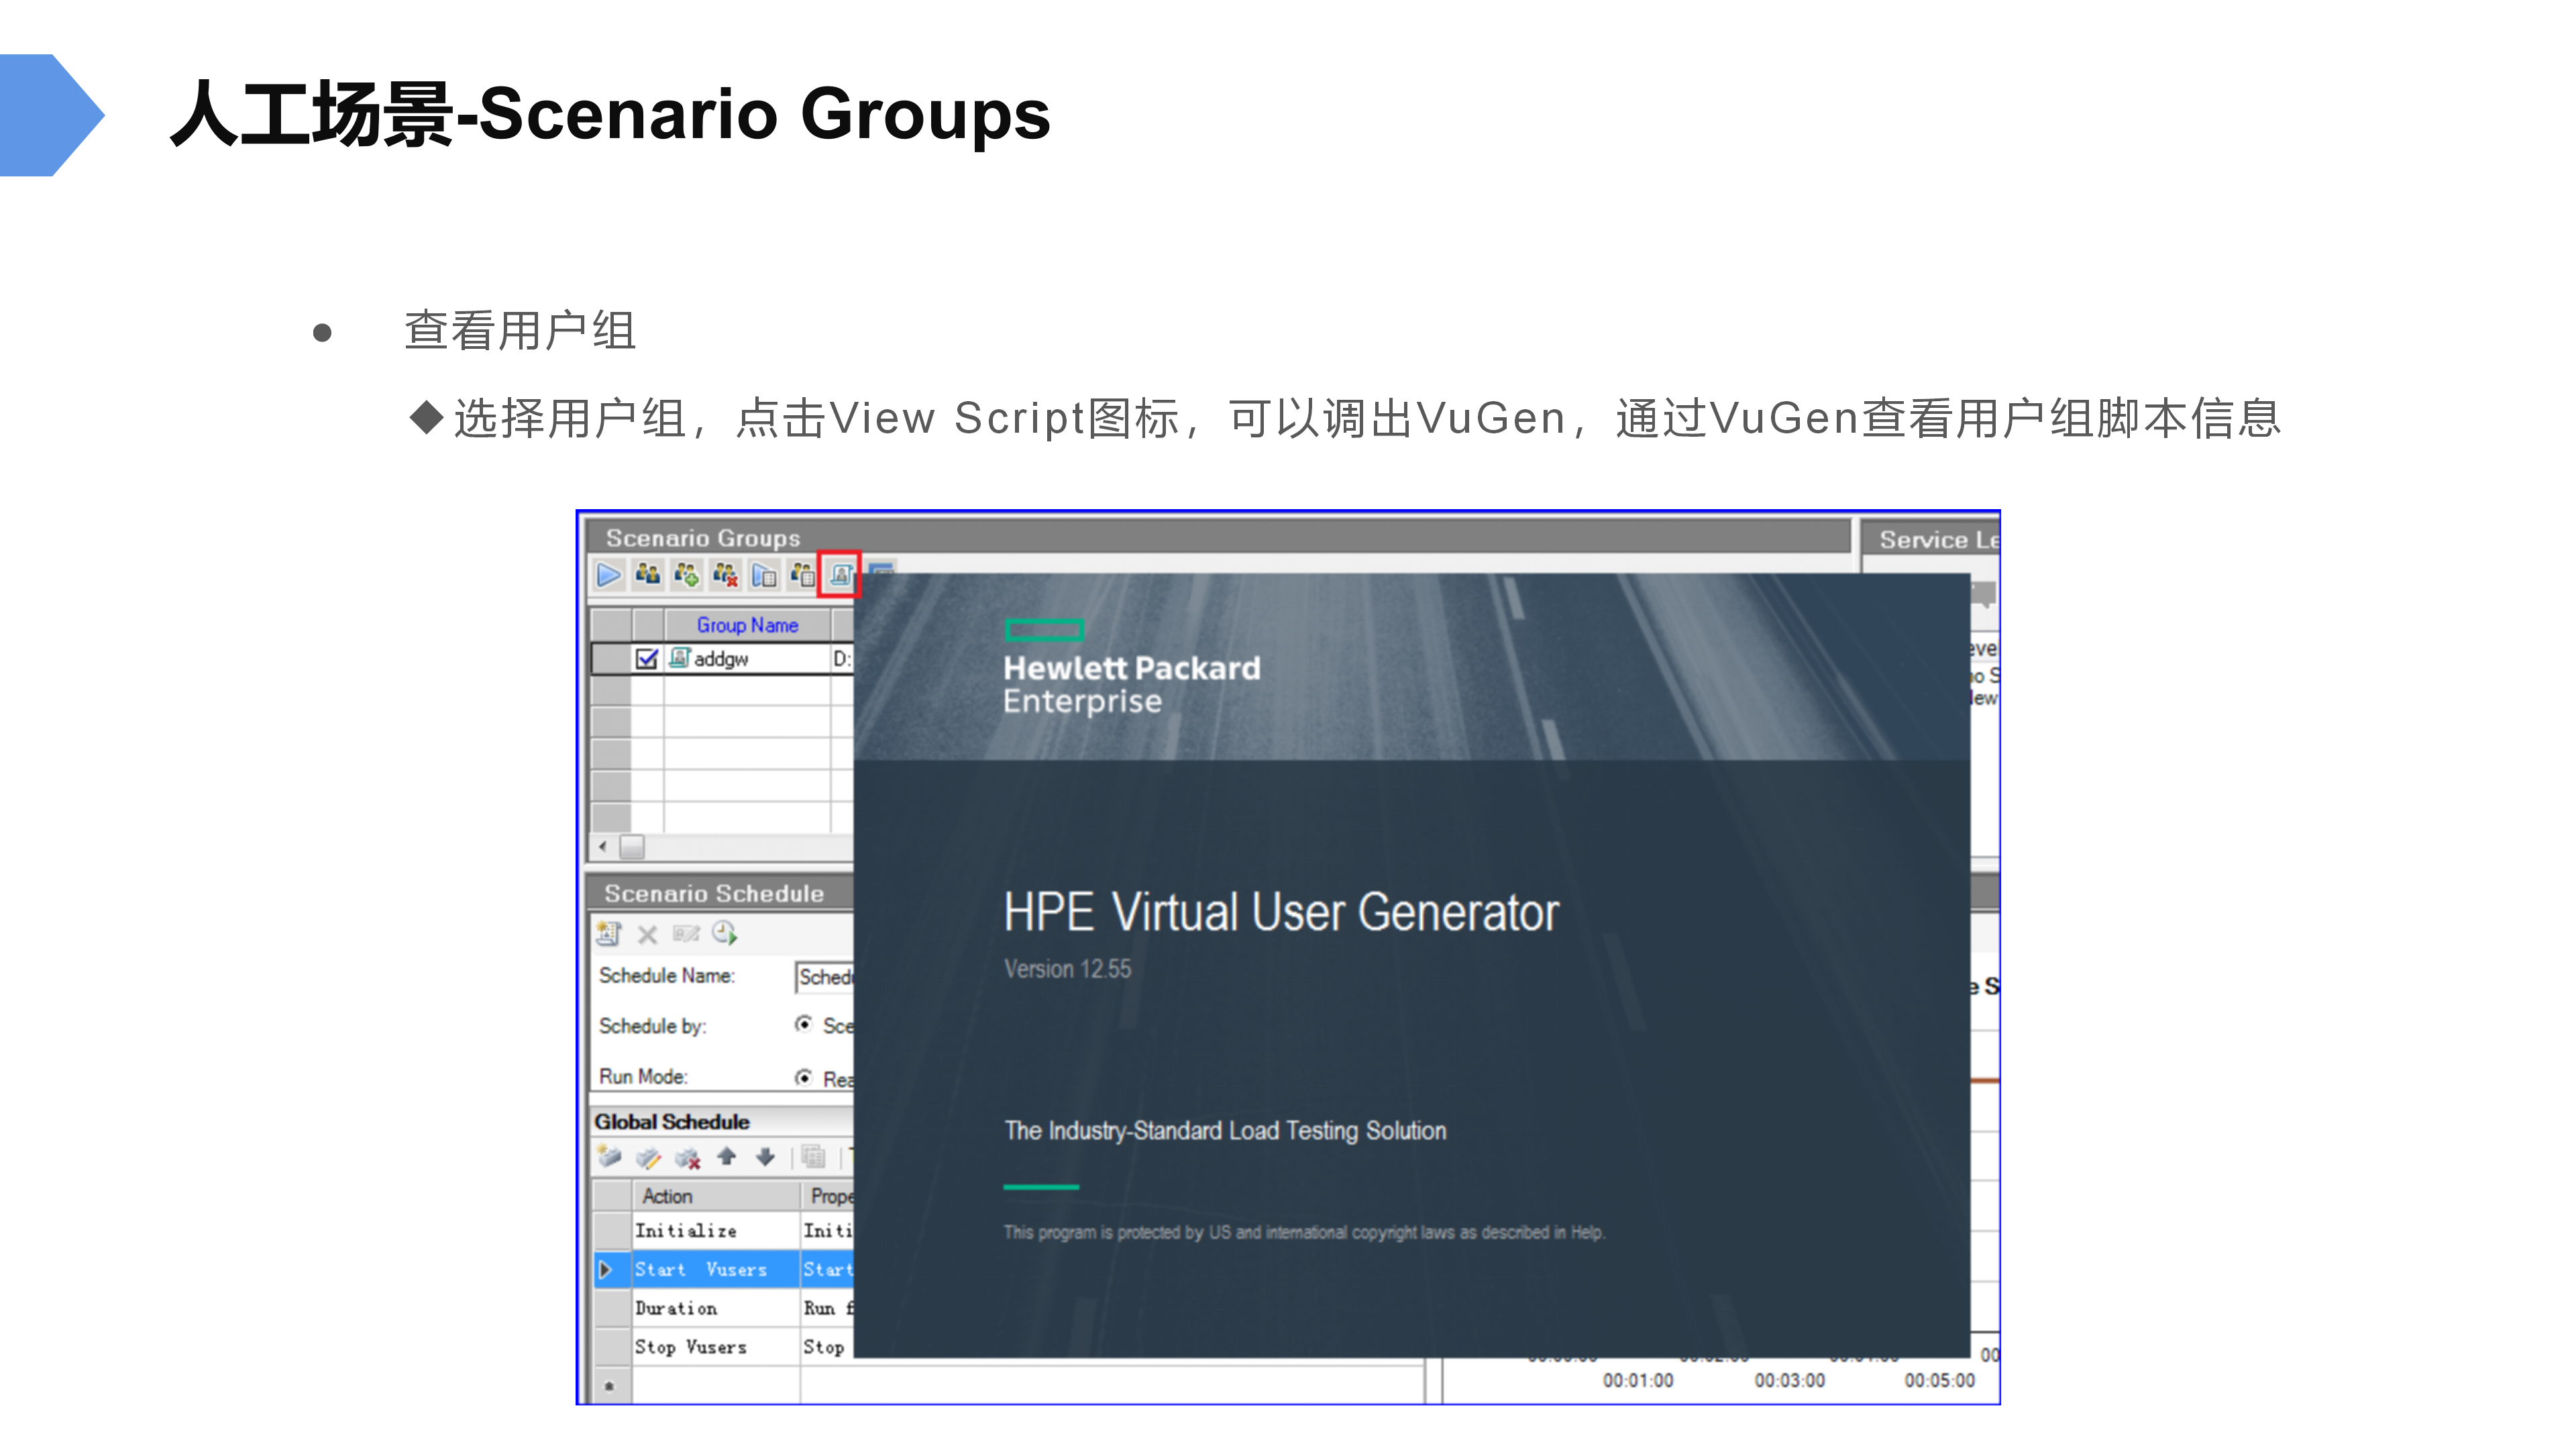 人工场景-Scenario Groups
● 查看用户组
◆选择用户组，点击View Script图标，可以调出VuGen，通过VuGen查看用户组脚本信息
Scenario Groups
Service Le
Group Name
addgw D:
Hewlett Packard
Enterprise
Scenario Schedule
HPE Virtual User Generator
Version 12.55
Schedule Name: Sched
Schedule by: Sce
Run Mode: Rea
Global Schedule
The Industry-Standard Load Testing Solution
Action Prope
Initialize Initi
This program is protected by US and international copyright laws as described in Help.
Start Vusers Start
Duration Run f
Stop Vusers Stop
00:01:00 00:03:00 00:05:00